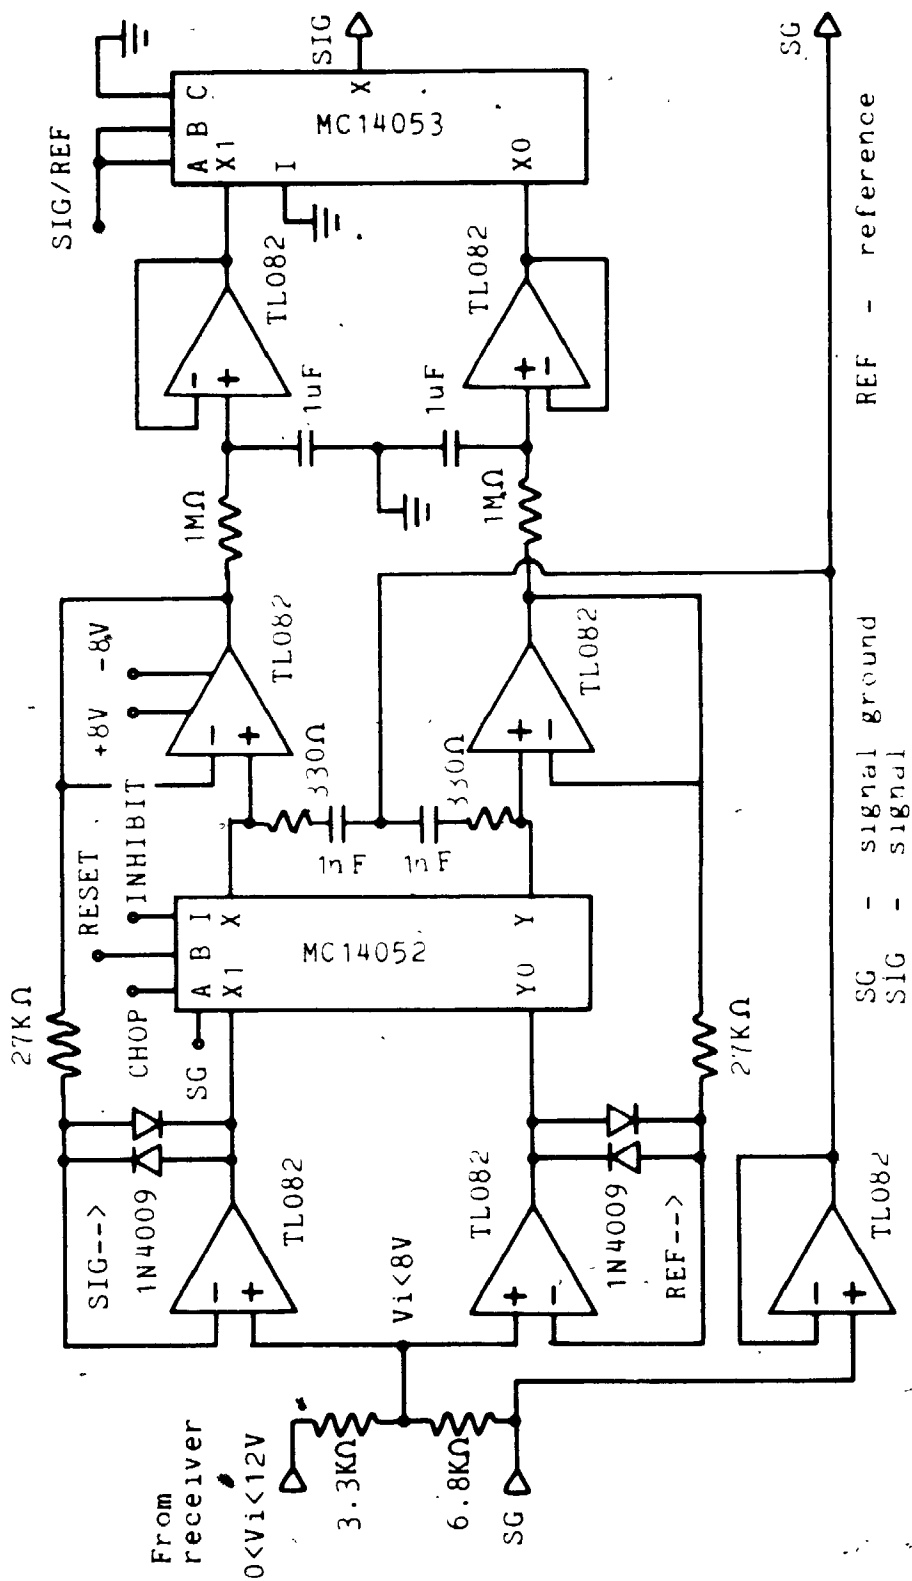 From
receiver
0<Vi<12V
3.3KΩ
6.8KΩ
SG
Vi<8V
SIG-->
1N4009
TL082
TL082
1N4009
REF-->
TL082
27KΩ
CHOP
RESET
INHIBIT
SG
A B I
X1 X
MC14052
Y0 Y
27KΩ
330Ω
1nF
1nF
330Ω
+8V
-8V
- +
TL082
+ -
TL082
1MΩ
1uF
1uF
1MΩ
TL082
TL082
SIG/REF
A B C
X1
I
MC14053
X
X0
SIG
SG
SG - signal ground
SIG - signal
REF - reference